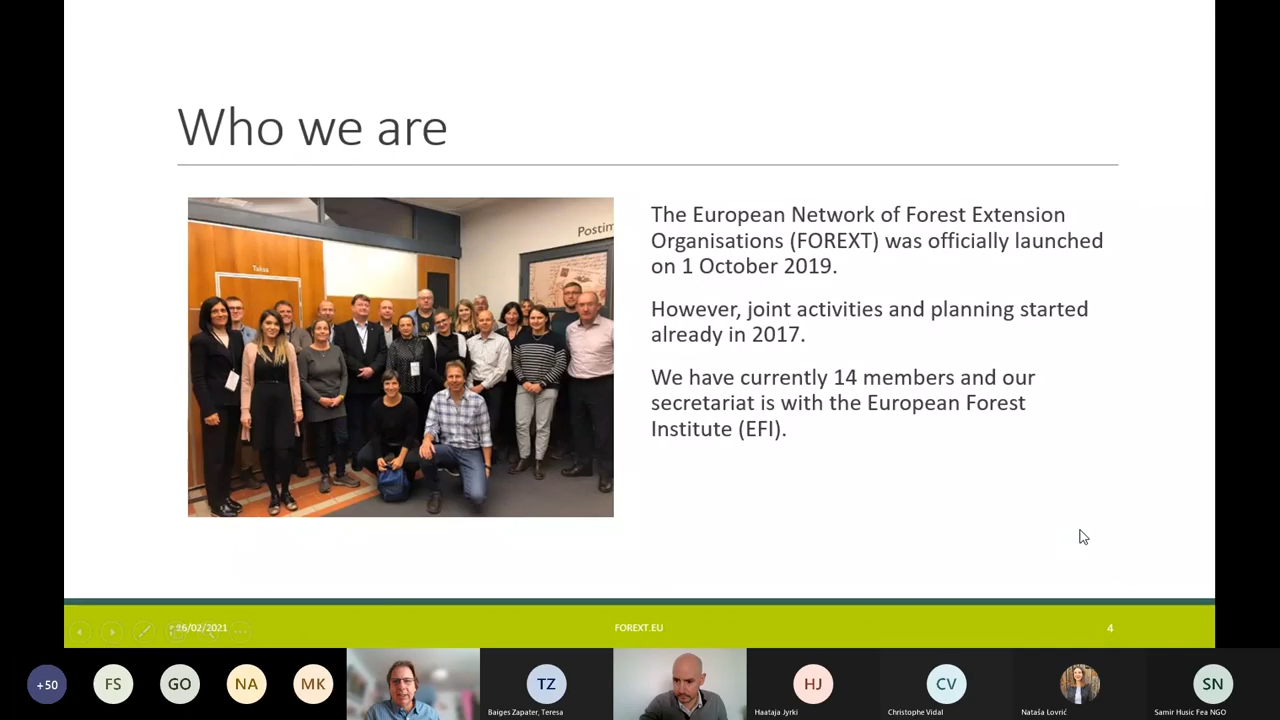 Who we are
Taksa
Postim
The European Network of Forest Extension
Organisations (FOREXT) was officially launched
on 1 October 2019.
However, joint activities and planning started
already in 2017.
We have currently 14 members and our
secretariat is with the European Forest
Institute (EFI).
26/02/2021
FOREXT.EU
4
+50
FS
GO
NA
MK
TZ
Baiges Zapater, Teresa
HJ
Haataja Jyrki
CV
Christophe Vidal
Nataša Lovrić
SN
Samir Husic Fea NGO